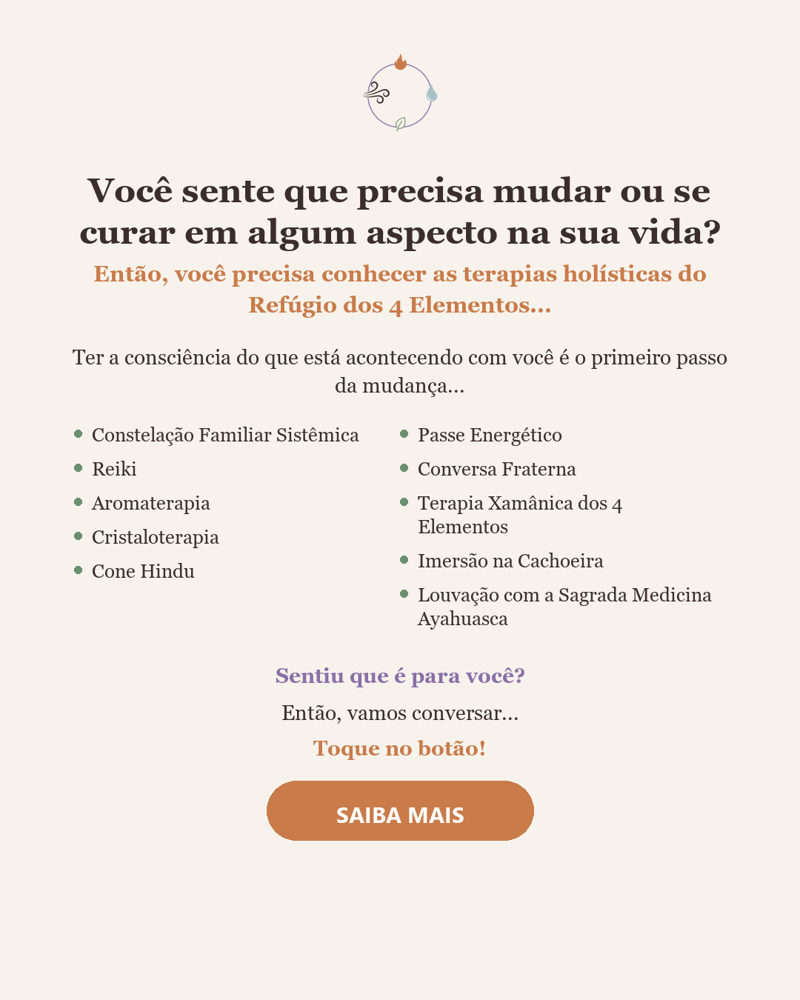 Você sente que precisa mudar ou se
curar em algum aspecto na sua vida?
Então, você precisa conhecer as terapias holísticas do
Refúgio dos 4 Elementos...
Ter a consciência do que está acontecendo com você é o primeiro passo
da mudança...
Constelação Familiar Sistêmica
Reiki
Aromaterapia
Cristaloterapia
Cone Hindu
Passe Energético
Conversa Fraterna
Terapia Xamânica dos 4
Elementos
Imersão na Cachoeira
Louvação com a Sagrada Medicina
Ayahuasca
Sentiu que é para você?
Então, vamos conversar...
Toque no botão!
SAIBA MAIS